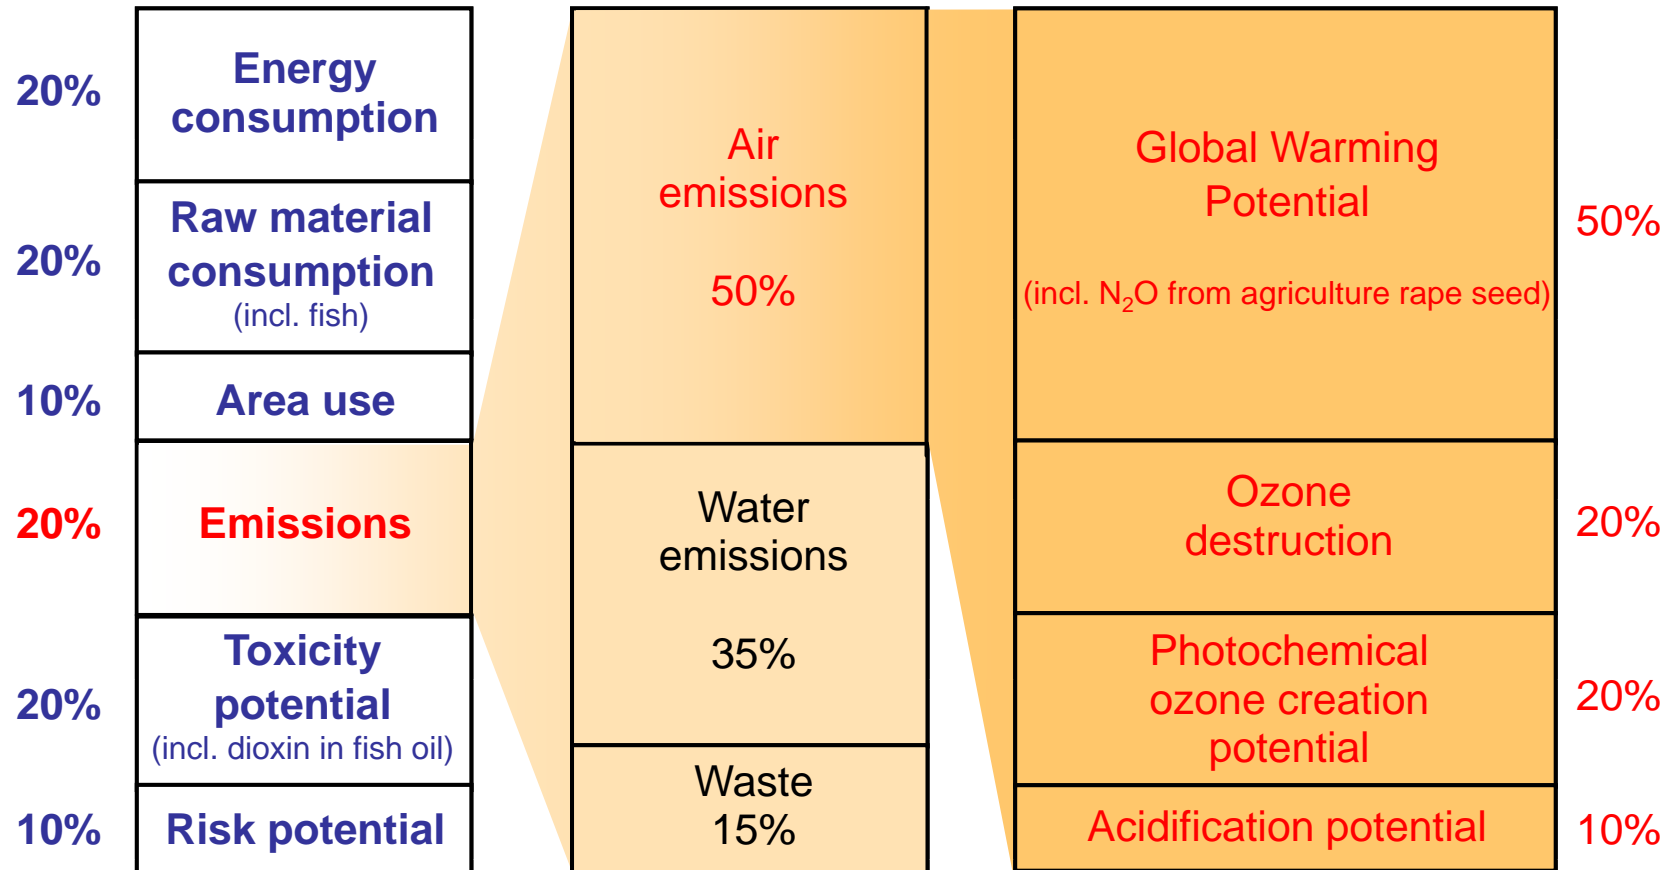 20%
Energy
consumption
20%
Raw material
consumption
(incl. fish)
10%
Area use
20%
Emissions
20%
Toxicity
potential
(incl. dioxin in fish oil)
10%
Risk potential
Air
emissions
50%
Water
emissions
35%
Waste
15%
Global Warming
Potential
(incl. N₂O from agriculture rape seed)
50%
Ozone
destruction
20%
Photochemical
ozone creation
potential
20%
Acidification potential
10%